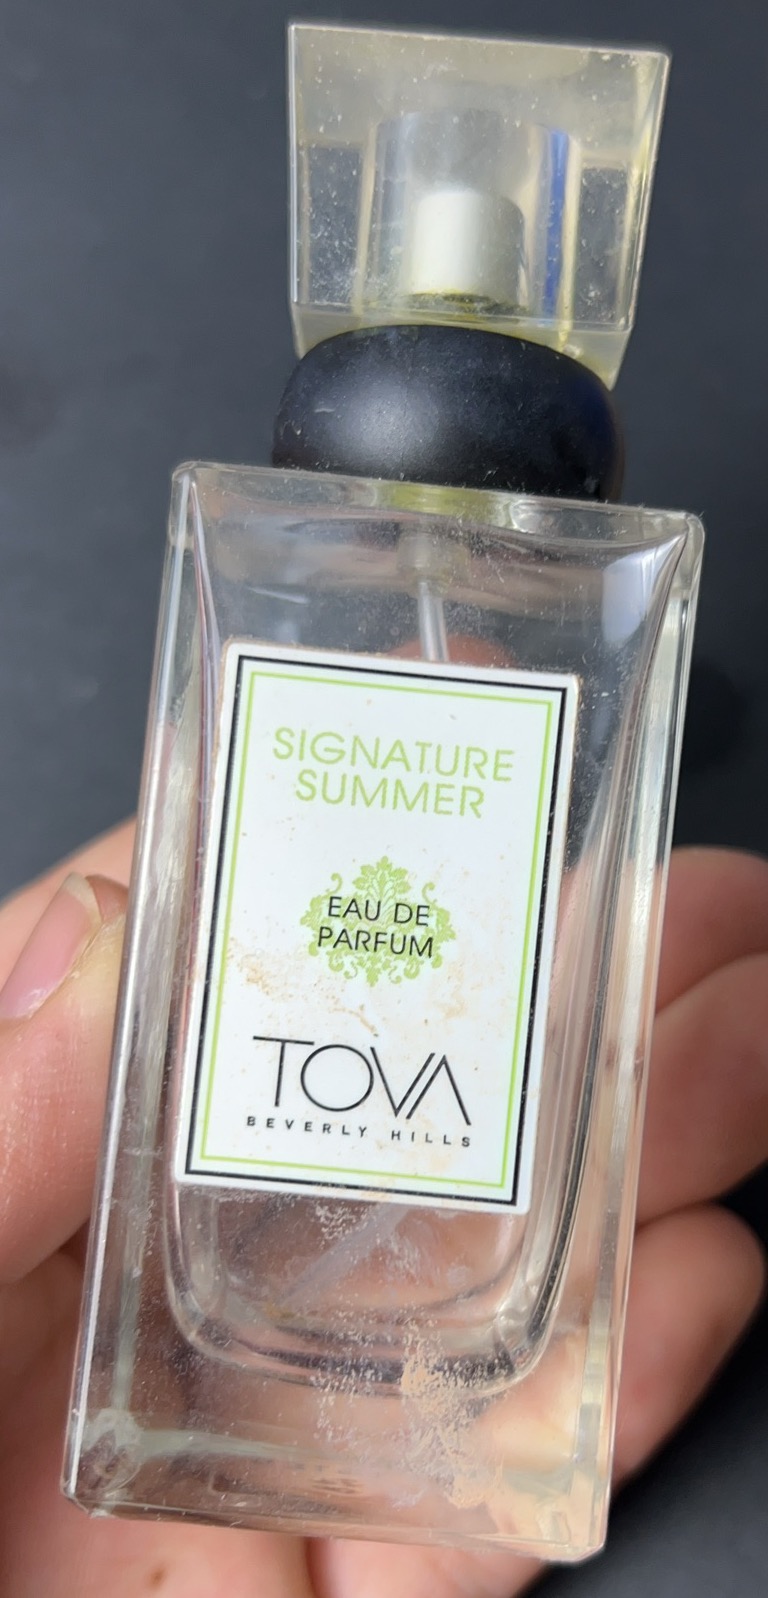 SIGNATURE
SUMMER
EAU DE
PARFUM
TOVA
BEVERLY HILLS